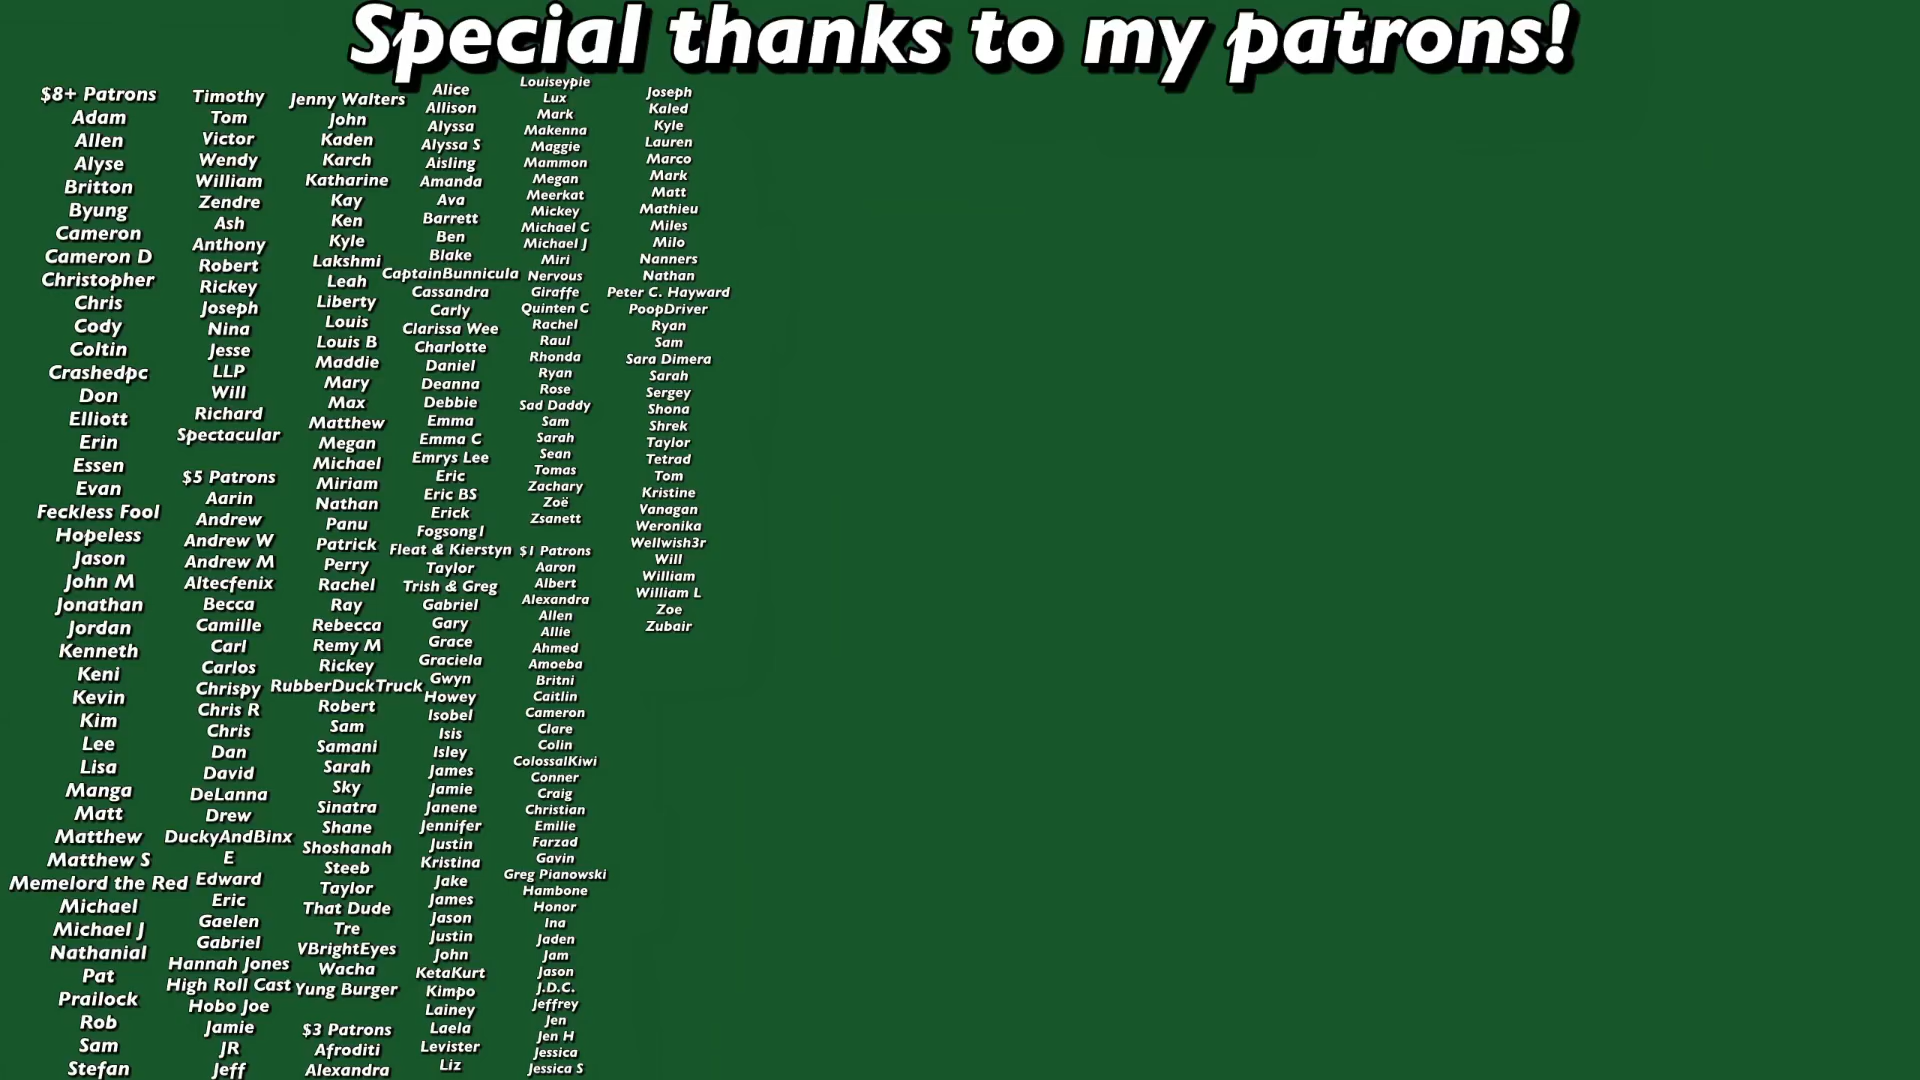 Special thanks to my patrons!
$8+ Patrons
Adam
Allen
Alyse
Britton
Byung
Cameron
Cameron D
Christopher
Chris
Cody
Coltin
Crashedpc
Don
Elliott
Erin
Essen
Evan
Feckless Fool
Hopeless
Jason
John M
Jonathan
Jordan
Kenneth
Keni
Kevin
Kim
Lee
Lisa
Manga
Matt
Matthew
Matthew S
Memelord the Red
Michael
Michael J
Nathanial
Pat
Prailock
Rob
Sam
Stefan
Timothy
Tom
Victor
Wendy
William
Zendre
Ash
Anthony
Robert
Rickey
Joseph
Nina
Jesse
LLP
Will
Richard
Spectacular
$5 Patrons
Aarin
Andrew
Andrew W
Andrew M
Altecfenix
Becca
Camille
Carl
Carlos
Chrispy
Chris R
Chris
Dan
David
DeLanna
Drew
DuckyAndBinx
E
Edward
Eric
Gaelen
Gabriel
Hannah Jones
High Roll Cast
Hobo Joe
Jamie
JR
Jeff
Jenny Walters
John
Kaden
Karch
Katharine
Kay
Ken
Kyle
Lakshmi
Leah
Liberty
Louis
Louis B
Maddie
Mary
Max
Matthew
Megan
Michael
Miriam
Nathan
Panu
Patrick
Perry
Rachel
Ray
Rebecca
Remy M
Rickey
RubberDuckTruck
Robert
Sam
Samani
Sarah
Sky
Sinatra
Shane
Shoshanah
Steeb
Taylor
That Dude
Tre
VBrightEyes
Wacha
Yung Burger
$3 Patrons
Afroditi
Alexandra
Alice
Allison
Alyssa
Alyssa S
Aisling
Amanda
Ava
Barrett
Ben
Blake
CaptainBunnicula
Cassandra
Carly
Clarissa Wee
Charlotte
Daniel
Deanna
Debbie
Emma
Emma C
Emrys Lee
Eric
Eric BS
Erick
Fogsong1
Fleat & Kierstyn
Taylor
Trish & Greg
Gabriel
Gary
Grace
Graciela
Gwyn
Howey
Isobel
Isis
Isley
James
Jamie
Janene
Jennifer
Justin
Kristina
Jake
James
Jason
Justin
John
KetaKurt
Kimpo
Lainey
Laela
Levister
Liz
Louiseypie
Lux
Mark
Makenna
Maggie
Mammon
Megan
Meerkat
Mickey
Michael C
Michael J
Miri
Nervous
Giraffe
Quinten C
Rachel
Raul
Rhonda
Ryan
Rose
Sad Daddy
Sam
Sarah
Sean
Tomas
Zachary
Zoë
Zsanett
$1 Patrons
Aaron
Albert
Alexandra
Allen
Allie
Ahmed
Amoeba
Britni
Caitlin
Cameron
Clare
Colin
ColossalKiwi
Conner
Craig
Christian
Emilie
Farzad
Gavin
Greg Pianowski
Hambone
Honor
Ina
Jaden
Jam
Jason
J.D.C.
Jeffrey
Jen
Jen H
Jessica
Jessica S
Joseph
Kaled
Kyle
Lauren
Marco
Mark
Matt
Mathieu
Miles
Milo
Nanners
Nathan
Peter C. Hayward
PoopDriver
Ryan
Sam
Sara Dimera
Sarah
Sergey
Shona
Shrek
Taylor
Tetrad
Tom
Kristine
Vanagan
Weronika
Wellwish3r
Will
William
William L
Zoe
Zubair